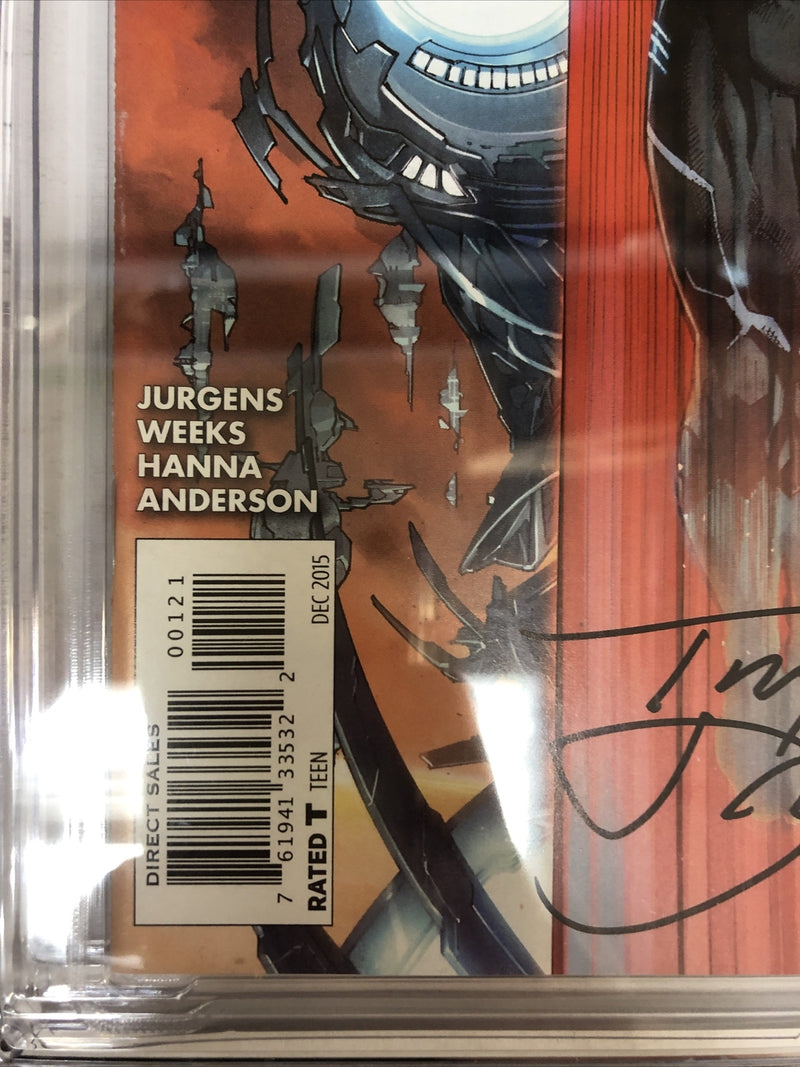 JURGENS
WEEKS
HANNA
ANDERSON
DIRECT SALES
00121
7 61941 33532 2
RATED T TEEN
DEC 2015